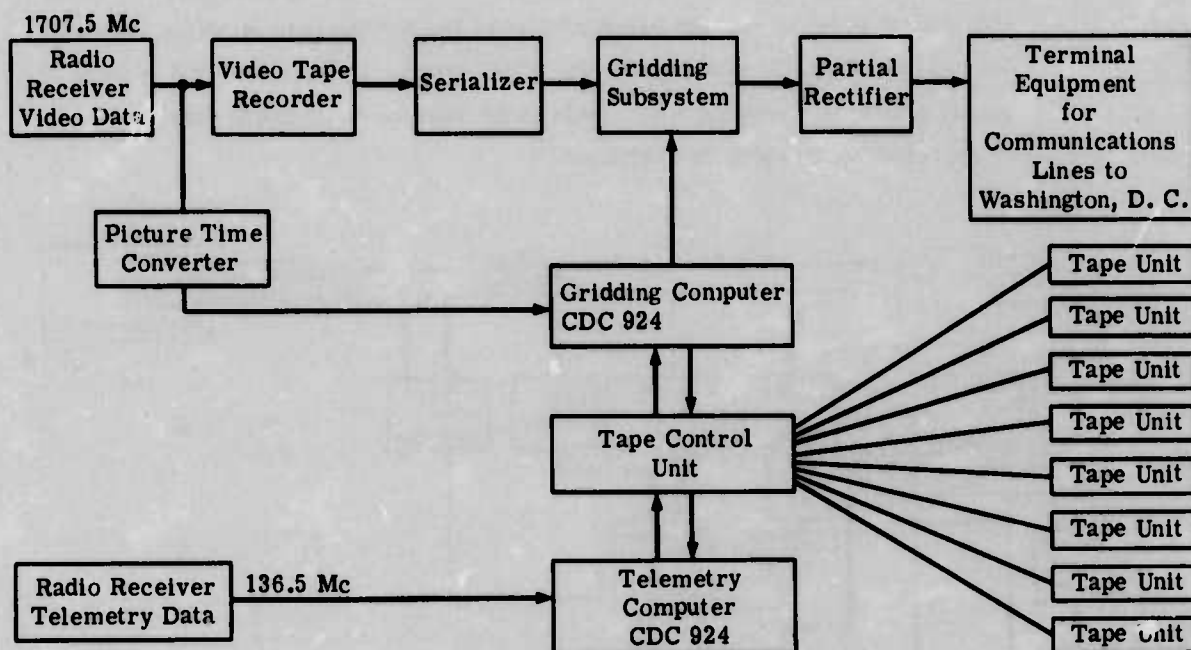 1707.5 Mc
Radio
Receiver
Video Data
Video Tape
Recorder
Serializer
Gridding
Subsystem
Partial
Rectifier
Terminal
Equipment
for
Communications
Lines to
Washington, D. C.
Picture Time
Converter
Gridding Computer
CDC 924
Tape Control
Unit
Tape Unit
Tape Unit
Tape Unit
Tape Unit
Tape Unit
Tape Unit
Tape Unit
Tape Unit
Radio Receiver
Telemetry Data
136.5 Mc
Telemetry
Computer
CDC 924